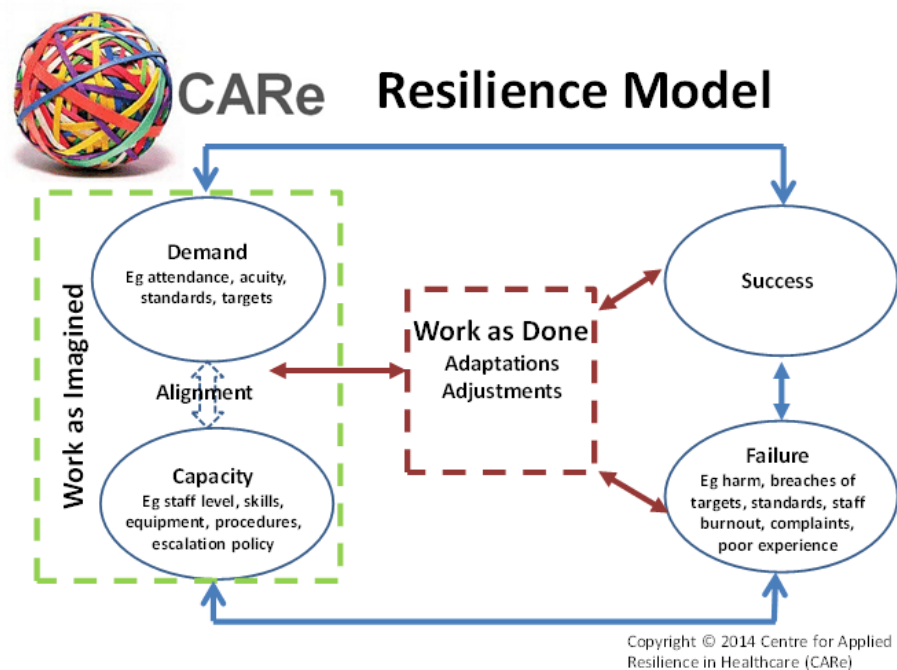 CARe Resilience Model
Work as Imagined
Demand
Eg attendance, acuity,
standards, targets
Alignment
Capacity
Eg staff level, skills,
equipment, procedures,
escalation policy
Work as Done
Adaptations
Adjustments
Success
Failure
Eg harm, breaches of
targets, standards, staff
burnout, complaints,
poor experience
Copyright © 2014 Centre for Applied
Resilience in Healthcare (CARe)